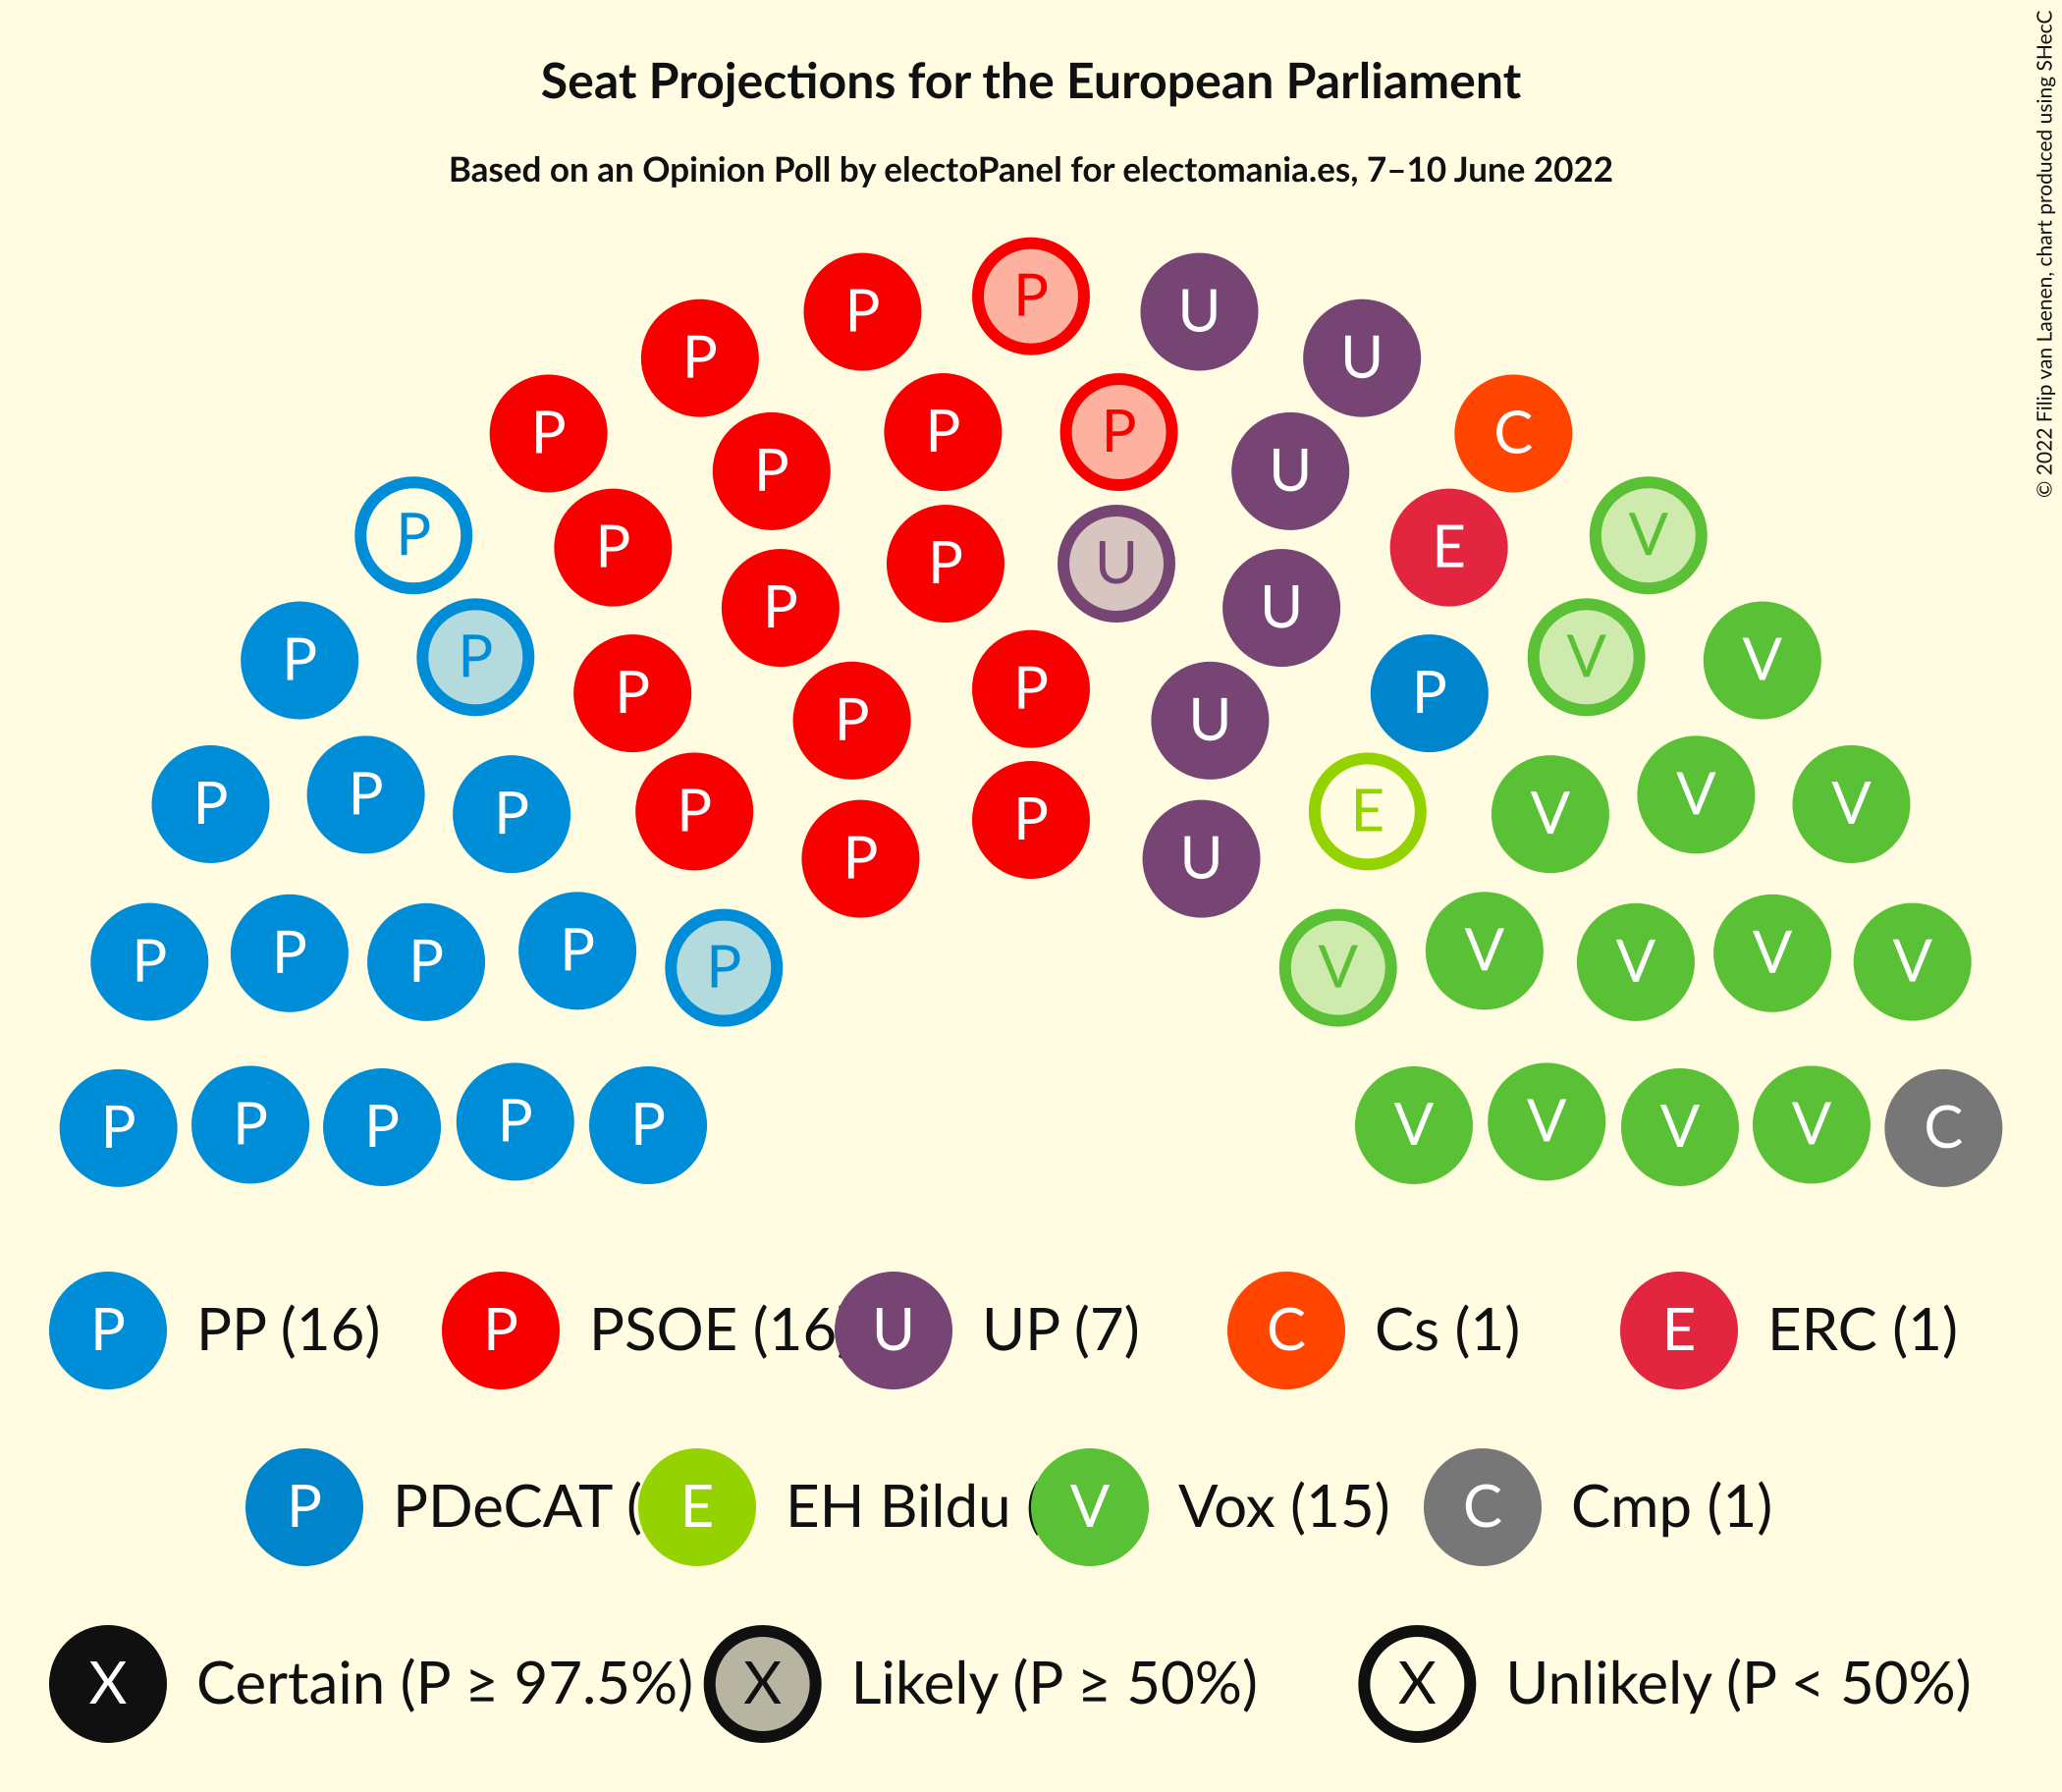 © 2022 Filip van Laenen, chart produced using SHecC
Seat Projections for the European Parliament
Based on an Opinion Poll by electoPanel for electomania.es, 7–10 June 2022
P
P U
P U
P P P C
P U
P P P U E V
P U
P P V V
P P P
P U
P P P P P E V V V
P U
P P P P P V V V V V
P P P P P V V V V C
P PP (16) P PSOE (16 U UP (7) C Cs (1) E ERC (1)
P PDeCAT ( E EH Bildu ( V Vox (15) C Cmp (1)
X Certain (P ≥ 97.5%) X Likely (P ≥ 50%) X Unlikely (P < 50%)